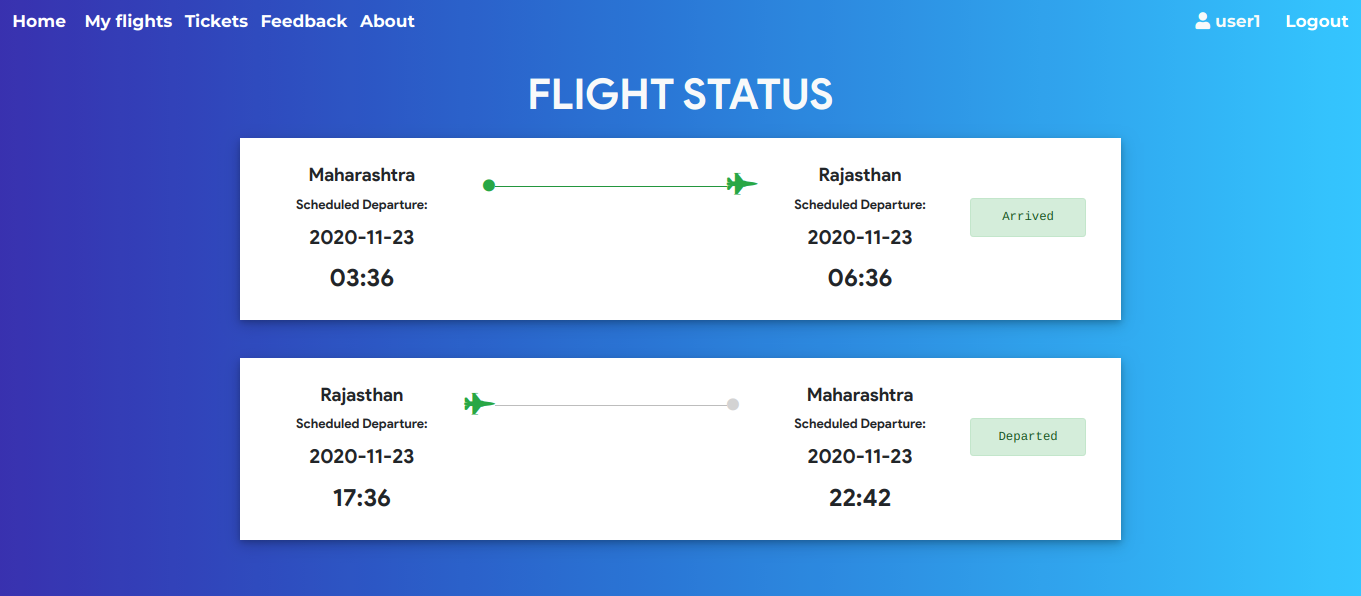 Home My flights Tickets Feedback About user1 Logout
FLIGHT STATUS
Maharashtra
Scheduled Departure:
2020-11-23
03:36
Rajasthan
Scheduled Departure:
2020-11-23
06:36
Arrived
Rajasthan
Scheduled Departure:
2020-11-23
17:36
Maharashtra
Scheduled Departure:
2020-11-23
22:42
Departed